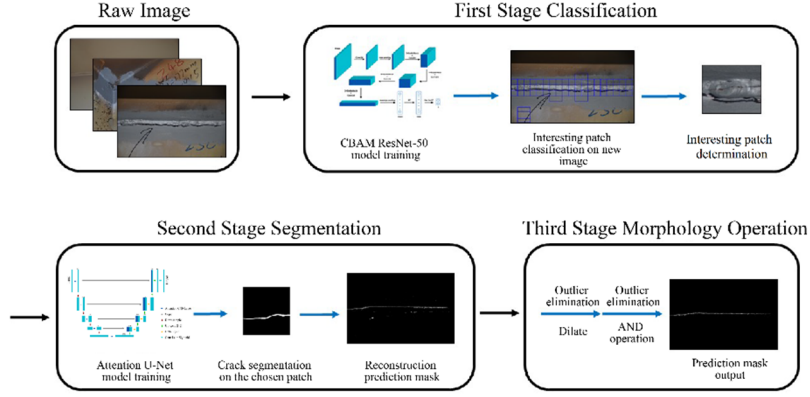 Raw Image
First Stage Classification
CBAM ResNet-50
model training
Interesting patch
classification on new
image
Interesting patch
determination
Second Stage Segmentation
Third Stage Morphology Operation
Attention U-Net
model training
Crack segmentation
on the chosen patch
Reconstruction
prediction mask
Outlier
elimination
Dilate
Outlier
elimination
AND
operation
Prediction mask
output